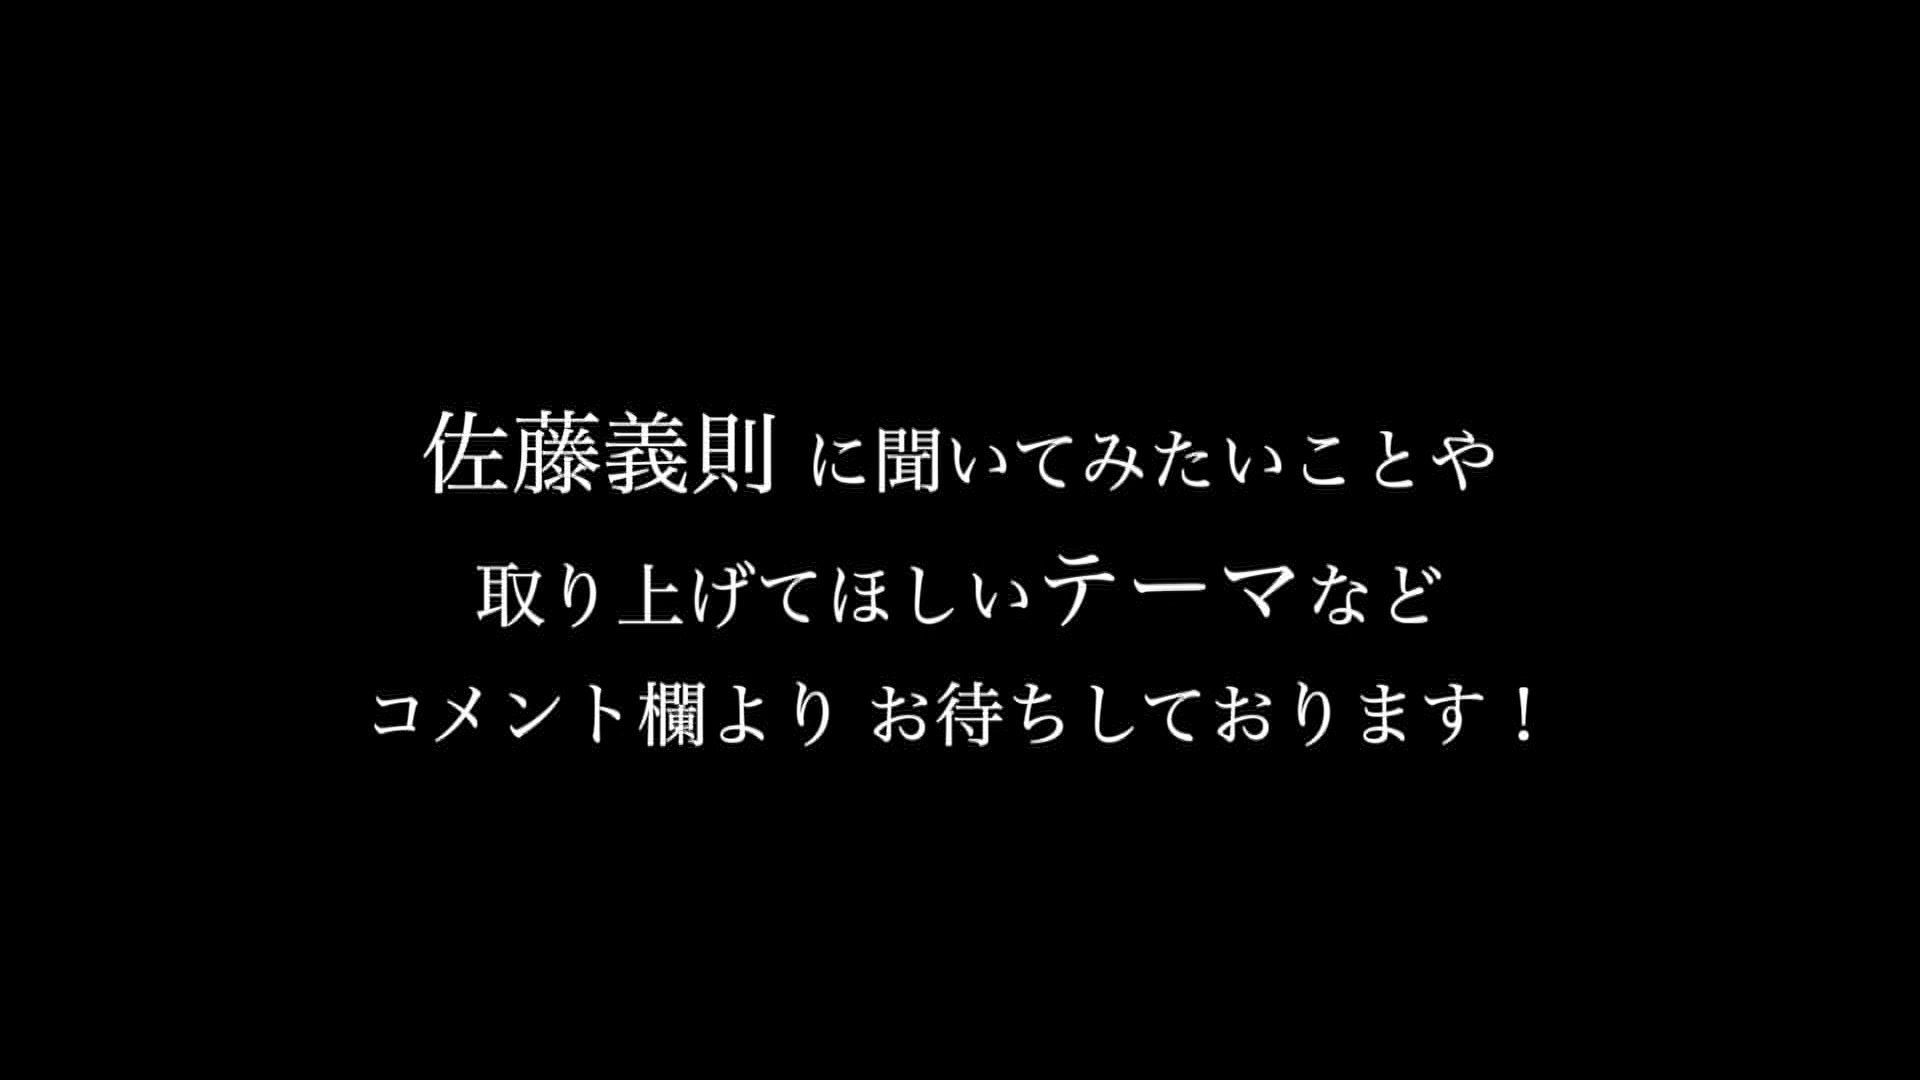 佐藤義則 に聞いてみたいことや
取り上げてほしいテーマなど
コメント欄より お待ちしております！